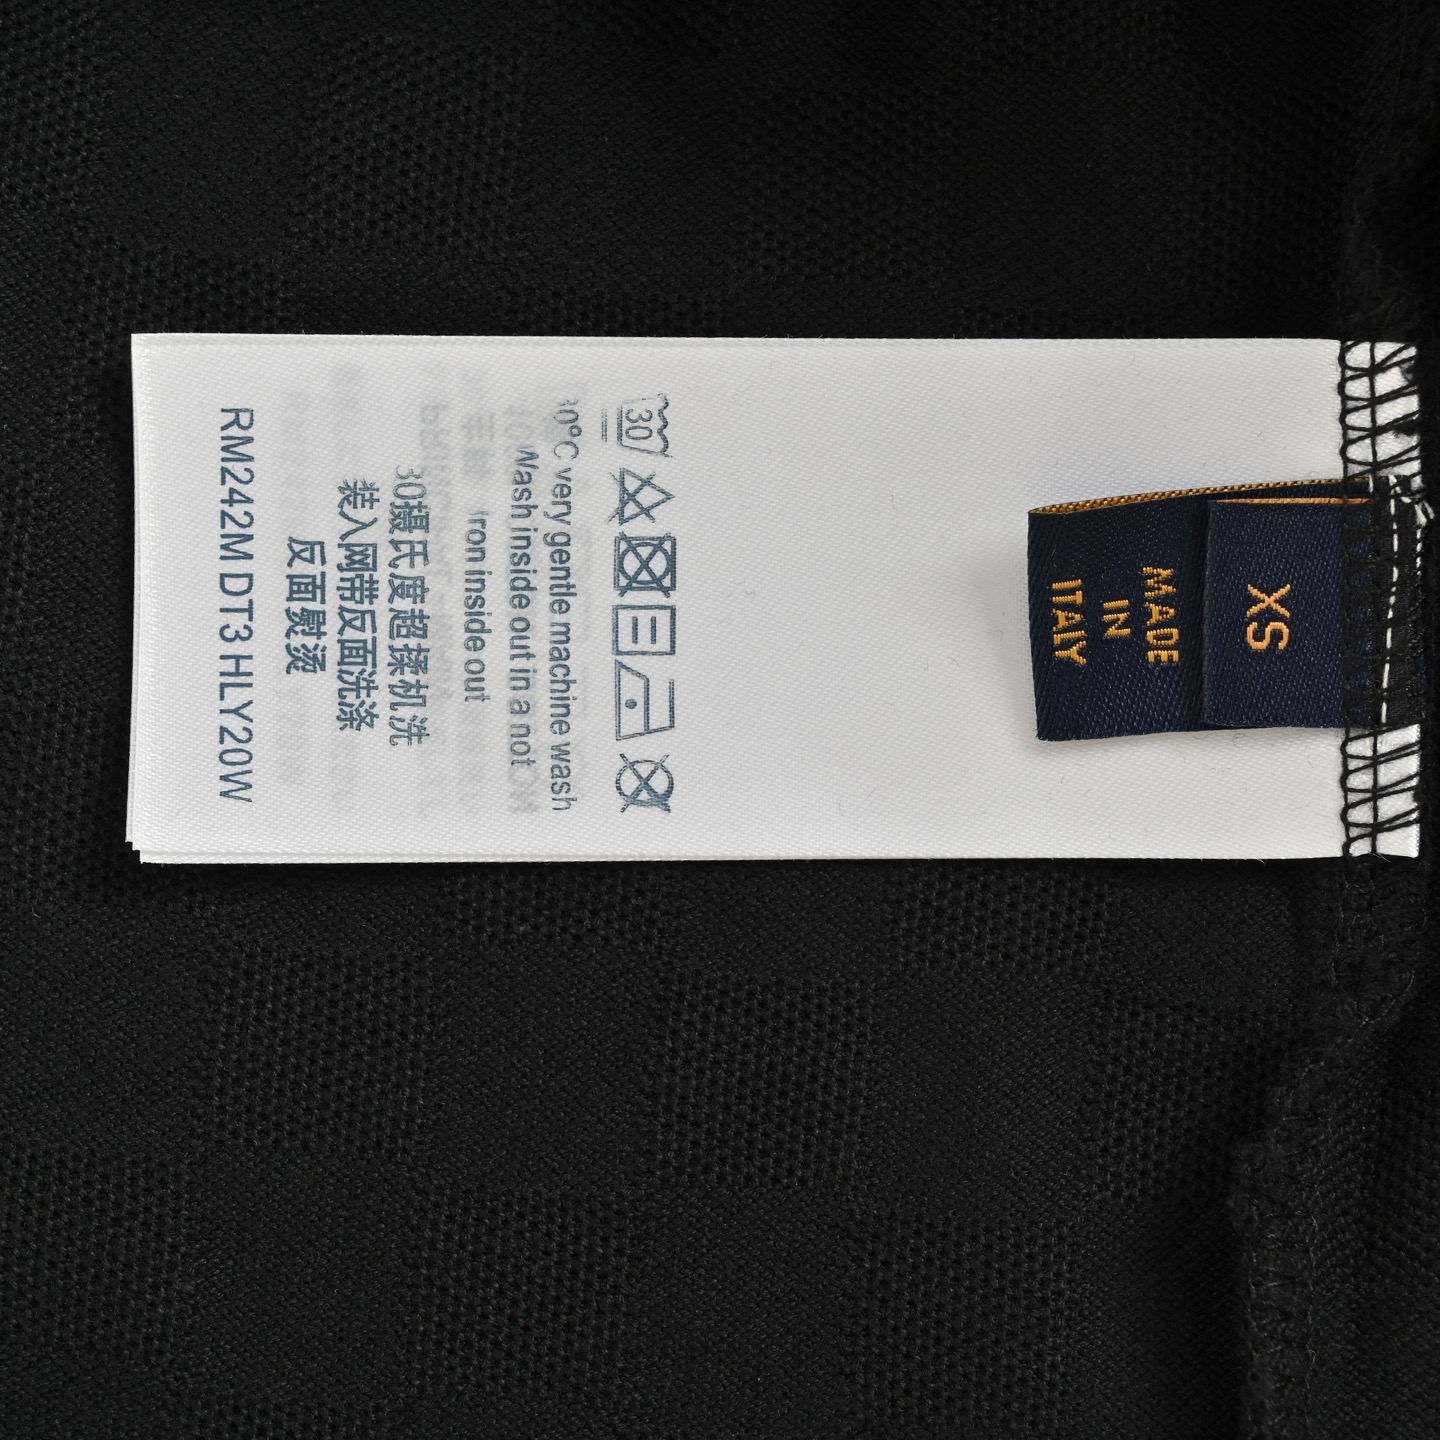 XS
MADE
IN
ITALY
30
0°C very gentle machine wash
Wash inside out in a not
Iron inside out
30摄氏度超揉机洗
装入网带反面洗涤
反面熨烫
RM242M DT3 HLY20W